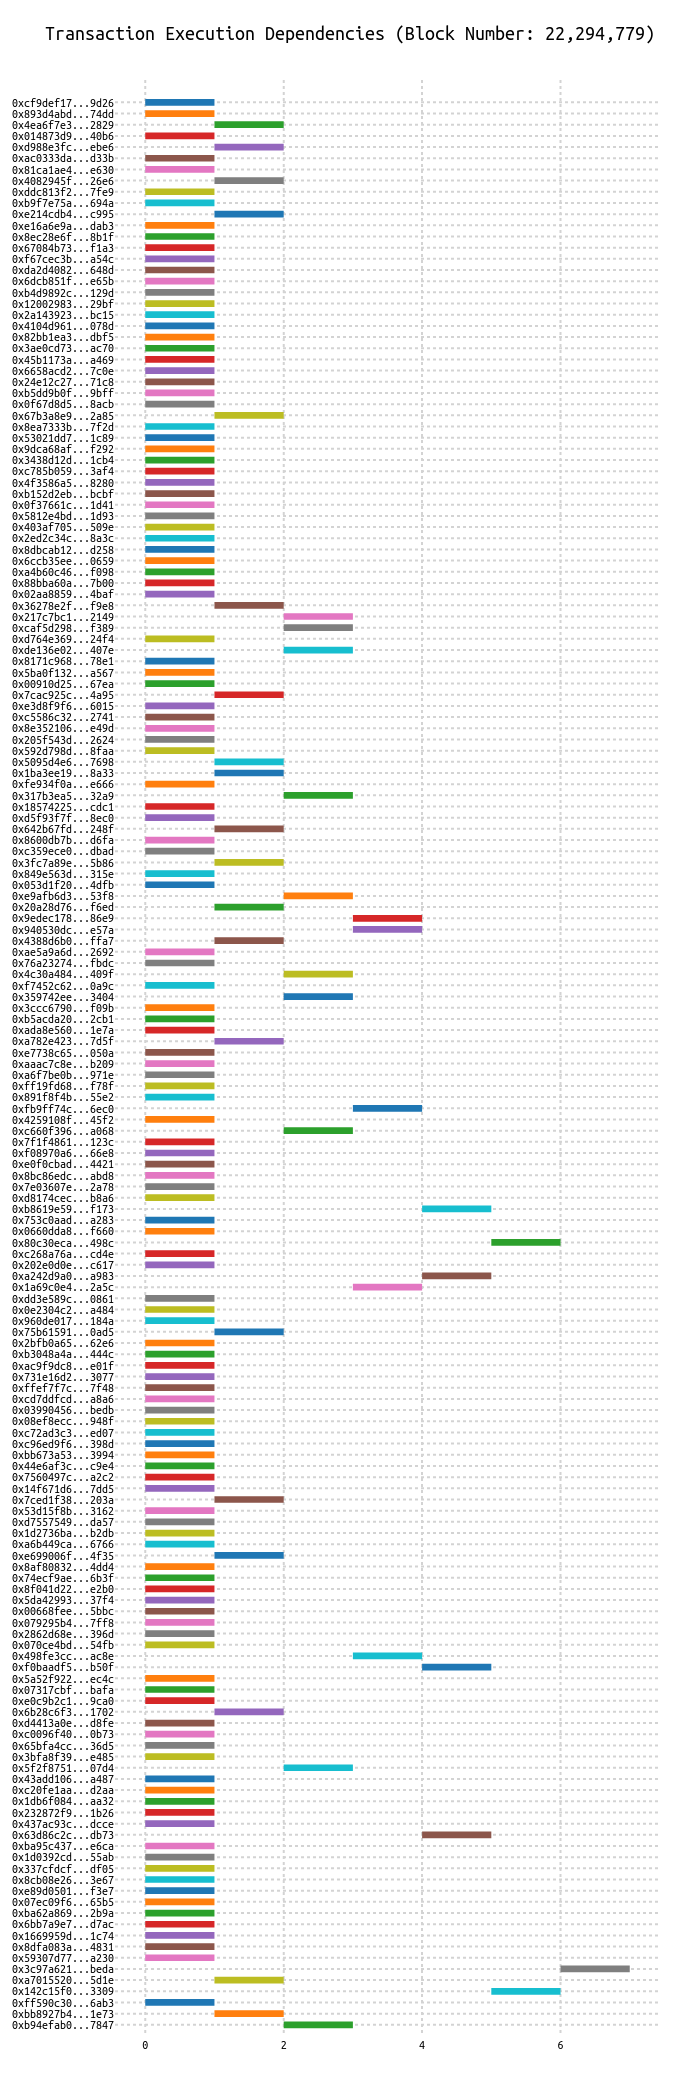 Transaction Execution Dependencies (Block Number: 22,294,779)
0xcf9def17...9d26
0x893d4abd...74dd
0x4ea6f7e3...2829
0x014873d9...40b6
0xd988e3fc...ebe6
0xac0333da...d33b
0x81ca1ae4...e630
0x4082945f...26e6
0xddc813f2...7fe9
0xb9f7e75a...694a
0xe214cdb4...c995
0xe16a6e9a...dab3
0x8ec28e6f...8b1f
0x67084b73...f1a3
0xf67cec3b...a54c
0xda2d4082...648d
0x6dcb851f...e65b
0xb4d9892c...129d
0x12002983...29bf
0x2a143923...bc15
0x4104d961...078d
0x82bb1ea3...dbf5
0x3ae0cd73...ac70
0x45b1173a...a469
0x6658acd2...7c0e
0x24e12c27...71c8
0xb5dd9b0f...9bff
0x0f67d8d5...8acb
0x67b3a8e9...2a85
0x8ea7333b...7f2d
0x53021dd7...1c89
0x9dca68af...f292
0x3438d12d...1cb4
0xc785b059...3af4
0x4f3586a5...8280
0xb152d2eb...bcbf
0x0f37661c...1d41
0x5812e4bd...1d93
0x403af705...509e
0x2ed2c34c...8a3c
0x8dbcab12...d258
0x6ccb35ee...0659
0xa4b60c46...f098
0x88bba60a...7b00
0x02aa8859...4baf
0x36278e2f...f9e8
0x217c7bc1...2149
0xcaf5d298...f389
0xd764e369...24f4
0xde136e02...407e
0x8171c968...78e1
0x5ba0f132...a567
0x00910d25...67ea
0x7cac925c...4a95
0xe3d8f9f6...6015
0xc5586c32...2741
0x8e352106...e49d
0x205f543d...2624
0x592d798d...8faa
0x5095d4e6...7698
0x1ba3ee19...8a33
0xfe934f0a...e666
0x317b3ea5...32a9
0x18574225...cdc1
0xd5f93f7f...8ec0
0x642b67fd...248f
0x8600db7b...d6fa
0xc359ece0...dbad
0x3fc7a89e...5b86
0x849e563d...315e
0x053d1f20...4dfb
0xe9afb6d3...53f8
0x20a28d76...f6ed
0x9edec178...86e9
0x940530dc...e57a
0x4388d6b0...ffa7
0xae5a9a6d...2692
0x76a23274...fbdc
0x4c30a484...409f
0xf7452c62...0a9c
0x359742ee...3404
0x3ccc6790...f09b
0xb5acda20...2cb1
0xada8e560...1e7a
0xa782e423...7d5f
0xe7738c65...050a
0xaaac7c8e...b209
0xa6f7be0b...971e
0xff19fd68...f78f
0x891f8f4b...55e2
0xfb9ff74c...6ec0
0x4259108f...45f2
0xc660f396...a068
0x7f1f4861...123c
0xf08970a6...66e8
0xe0f0cbad...4421
0x8bc86edc...abd8
0x7e03607e...2a78
0xd8174cec...b8a6
0xb8619e59...f173
0x753c0aad...a283
0x0660dda8...f660
0x80c30eca...498c
0xc268a76a...cd4e
0x202e0d0e...c617
0xa242d9a0...a983
0x1a69c0e4...2a5c
0xdd3e589c...0861
0x0e2304c2...a484
0x960de017...184a
0x75b61591...0ad5
0x2bfb0a65...62e6
0xb3048a4a...444c
0xac9f9dc8...e01f
0x731e16d2...3077
0xffef7f7c...7f48
0xcd7ddfcd...a8a6
0x03990456...bedb
0x08ef8ecc...948f
0xc72ad3c3...ed07
0xc96ed9f6...398d
0xbb673a53...3994
0x44e6af3c...c9e4
0x7560497c...a2c2
0x14f671d6...7dd5
0x7ced1f38...203a
0x53d15f8b...3162
0xd7557549...da57
0x1d2736ba...b2db
0xa6b449ca...6766
0xe699006f...4f35
0x8af80832...4dd4
0x74ecf9ae...6b3f
0x8f041d22...e2b0
0x5da42993...37f4
0x00668fee...5bbc
0x079295b4...7ff8
0x2862d68e...396d
0x070ce4bd...54fb
0x498fe3cc...ac8e
0xf0baadf5...b50f
0x5a52f922...ec4c
0x07317cbf...bafa
0xe0c9b2c1...9ca0
0x6b28c6f3...1702
0xd4413a0e...d8fe
0xc0096f40...0b73
0x65bfa4cc...36d5
0x3bfa8f39...e485
0x5f2f8751...07d4
0x43add106...a487
0xc20fe1aa...d2aa
0x1db6f084...aa32
0x232872f9...1b26
0x437ac93c...dcce
0x63d86c2c...db73
0xba95c437...e6ca
0x1d0392cd...55ab
0x337cfdcf...df05
0x8cb08e26...3e67
0xe89d0501...f3e7
0x07ec09f6...65b5
0xba62a869...2b9a
0x6bb7a9e7...d7ac
0x1669959d...1c74
0x8dfa083a...4831
0x59307d77...a230
0x3c97a621...beda
0xa7015520...5d1e
0x142c15f0...3309
0xff590c30...6ab3
0xbb8927b4...1e73
0xb94efab0...7847
0 2 4 6